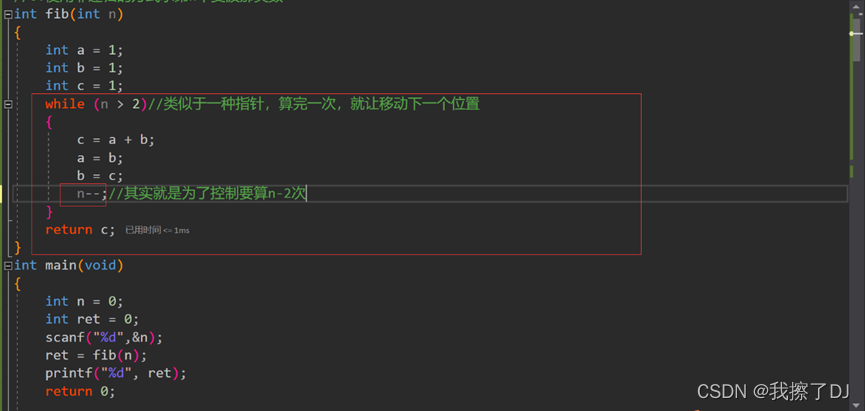 int fib(int n)
{
int a = 1;
int b = 1;
int c = 1;
while (n > 2)//类似于一种指针，算完一次，就让移动下一个位置
{
c = a + b;
a = b;
b = c;
n--;//其实就是为了控制要算n-2次
}
return c; 已用时间 <= 1ms
}
int main(void)
{
int n = 0;
int ret = 0;
scanf("%d",&n);
ret = fib(n);
printf("%d", ret);
return 0;
CSDN @我擦了DJ